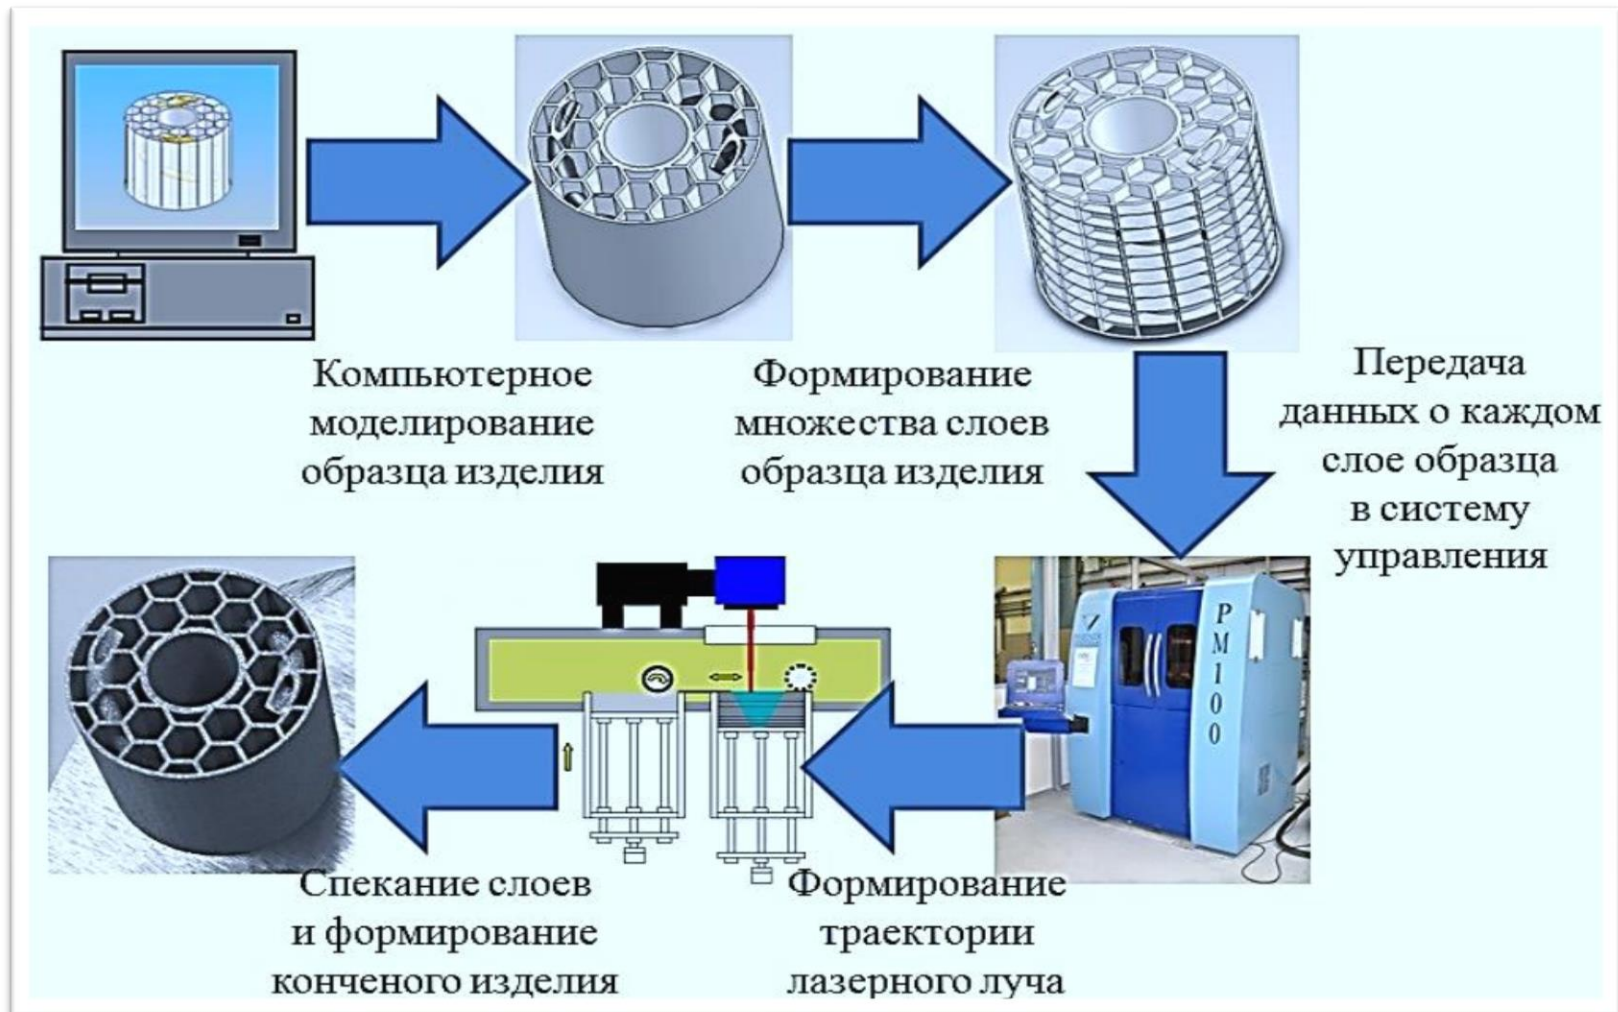 Компьютерное
моделирование
образца изделия
Формирование
множества слоев
образца изделия
Передача
данных о каждом
слое образца
в систему
управления
PM100
Формирование
траектории
лазерного луча
Спекание слоев
и формирование
конченого изделия